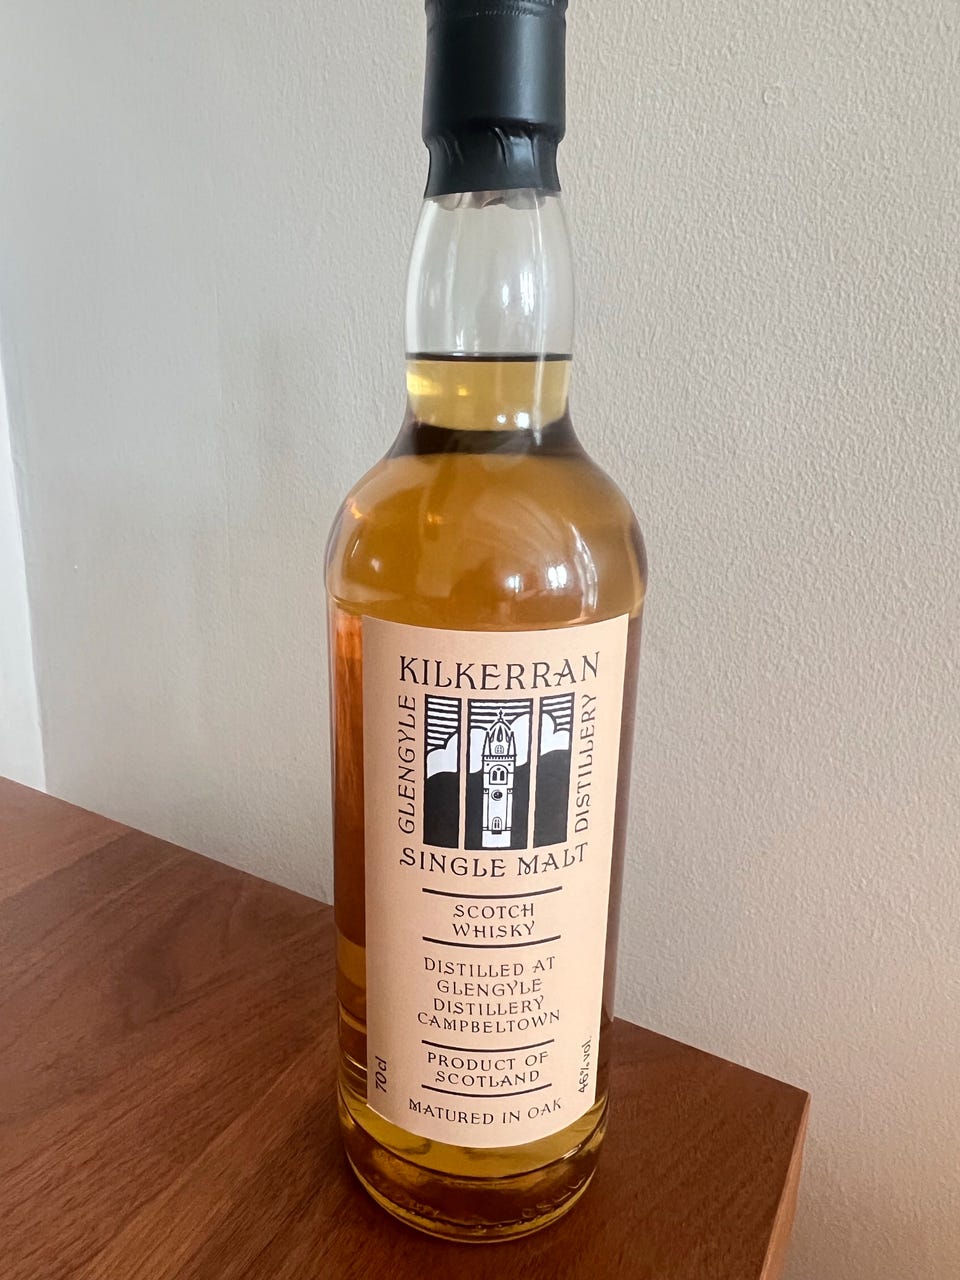 KILKERRAN
GLENGYLE
DISTILLERY
SINGLE MALT
SCOTCH
WHISKY
DISTILLED AT
GLENGYLE
DISTILLERY
CAMPBELTOWN
PRODUCT OF
SCOTLAND
70cl
46% vol.
MATURED IN OAK